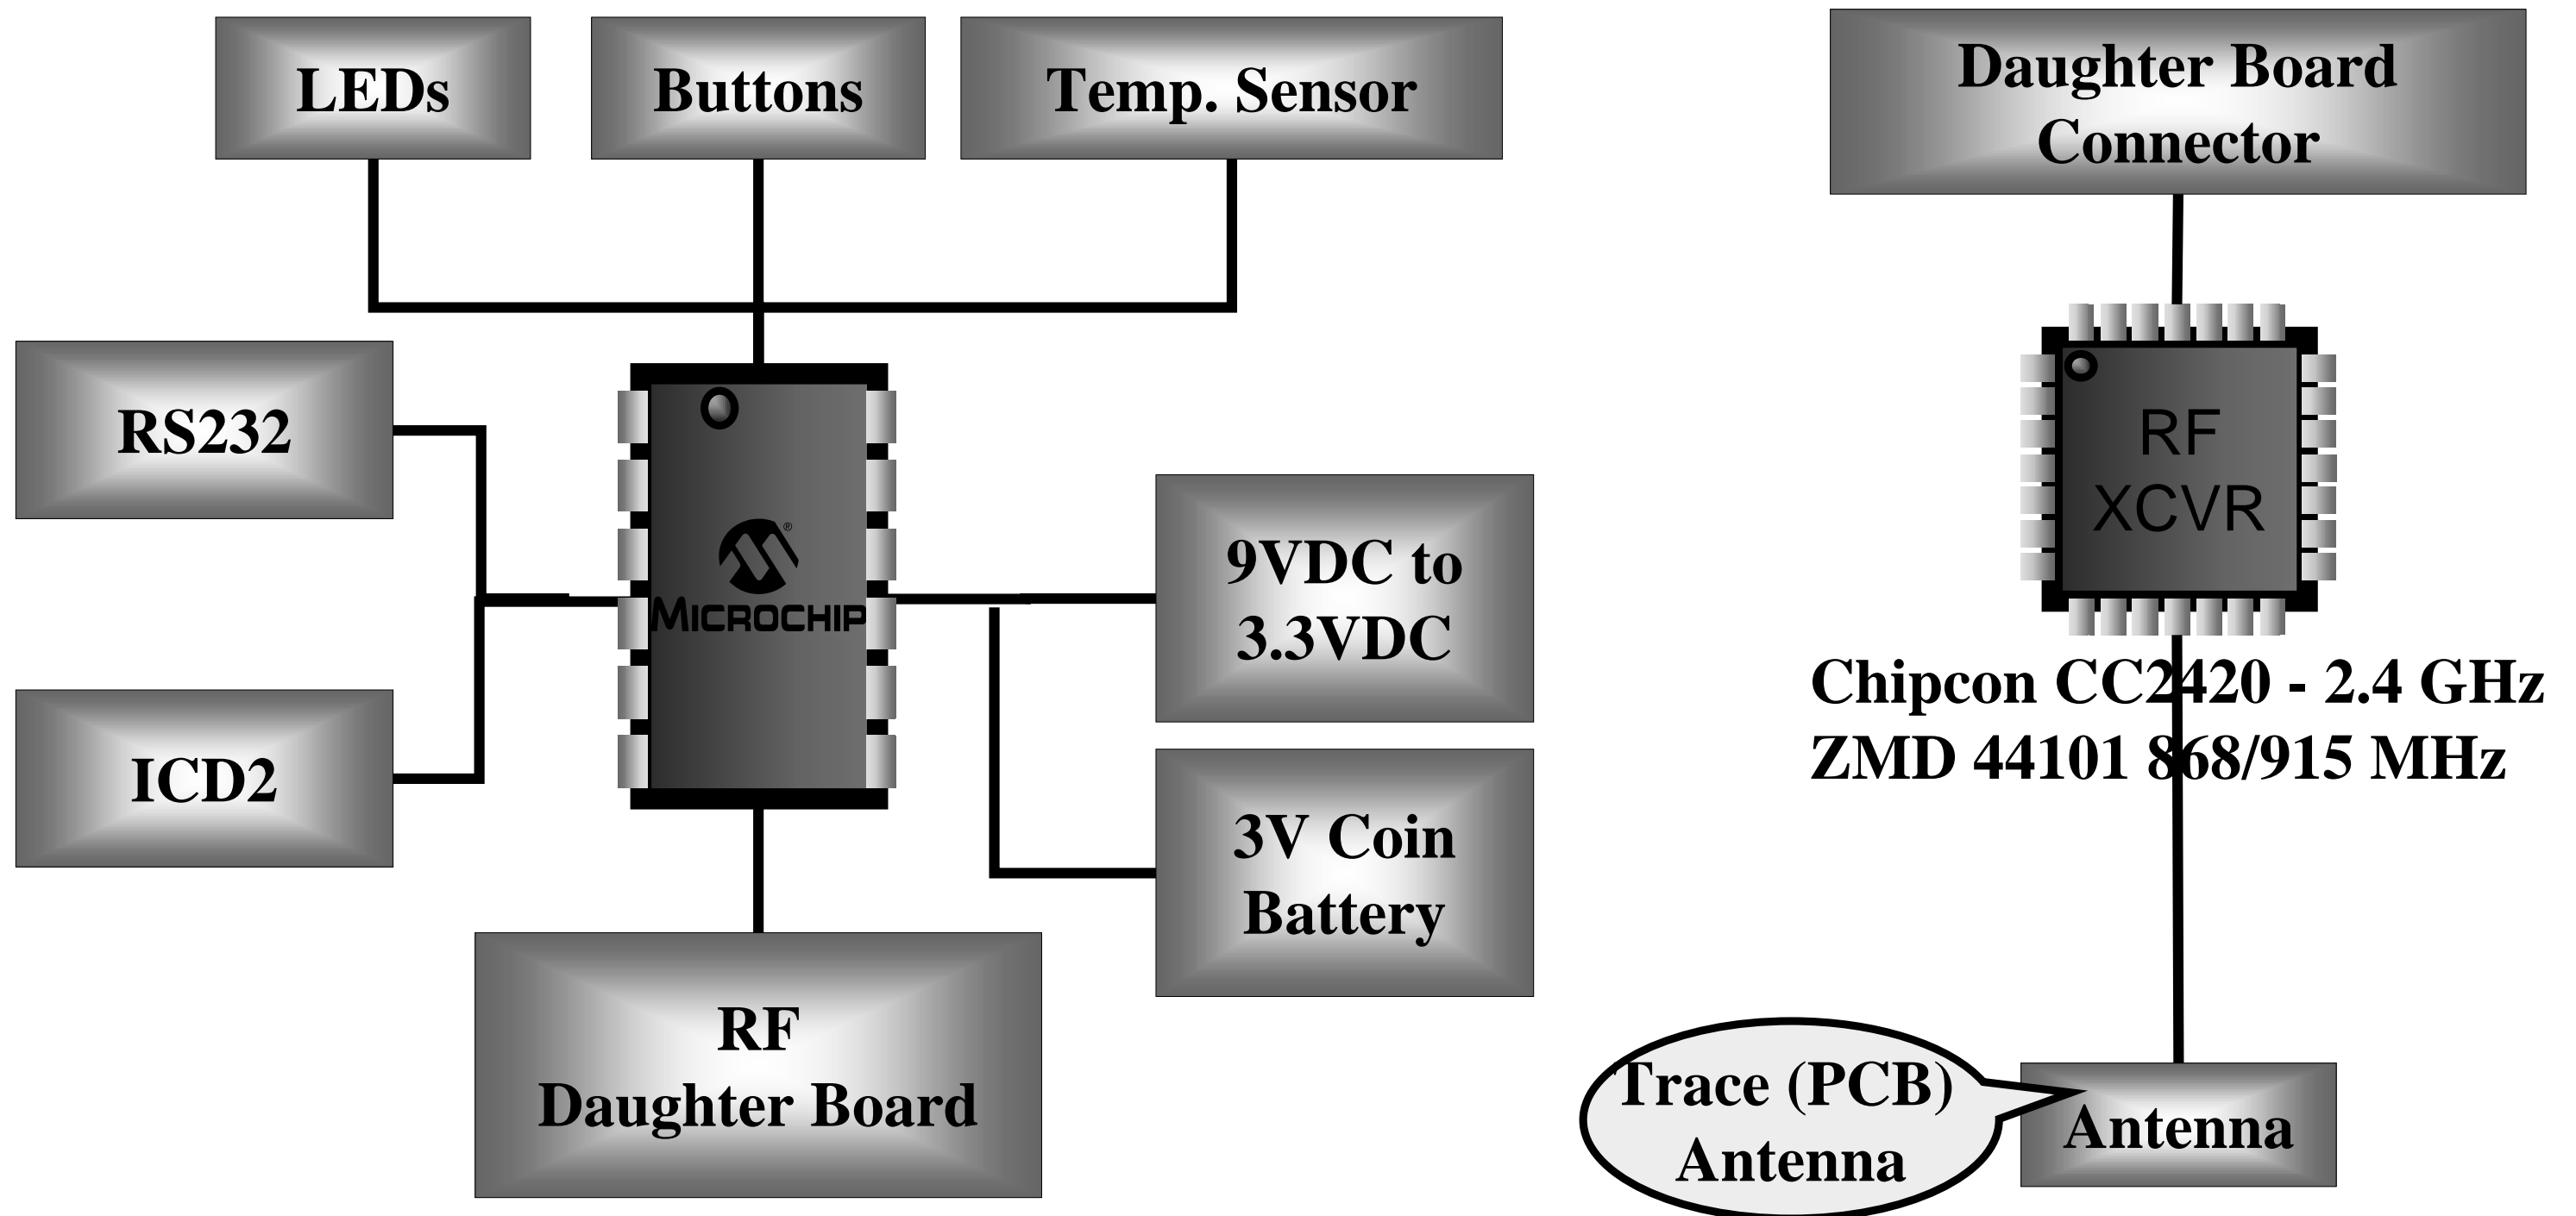 LEDs
Buttons
Temp. Sensor
Daughter Board
Connector
RS232
ICD2
®
MICROCHIP
9VDC to
3.3VDC
3V Coin
Battery
RF
Daughter Board
RF
XCVR
Chipcon CC2420 - 2.4 GHz
ZMD 44101 868/915 MHz
Trace (PCB)
Antenna
Antenna